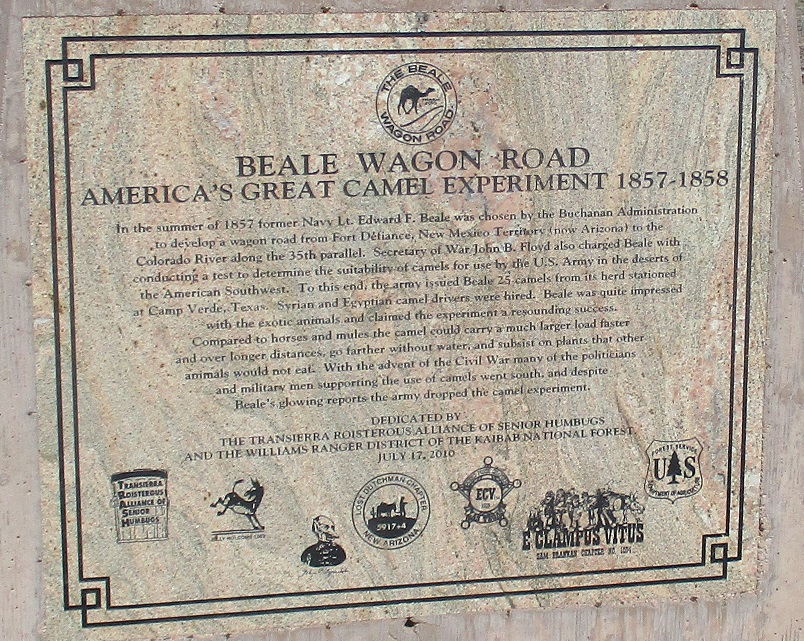 THE BEALE
WAGON ROAD
BEALE WAGON ROAD
AMERICA'S GREAT CAMEL EXPERIMENT 1857-1858
In the summer of 1857 former Navy Lt. Edward F. Beale was chosen by the Buchanan Administration
to develop a wagon road from Fort Defiance, New Mexico Territory (now Arizona) to the
Colorado River along the 35th parallel. Secretary of War John B. Floyd also charged Beale with
conducting a test to determine the suitability of camels for use by the U.S. Army in the deserts of
the American Southwest. To this end, the army issued Beale 25 camels from its herd stationed
at Camp Verde, Texas. Syrian and Egyptian camel drivers were hired. Beale was quite impressed
with the exotic animals and claimed the experiment a resounding success.
Compared to horses and mules the camel could carry a much larger load faster
and over longer distances, go farther without water, and subsist on plants that other
animals would not eat. With the advent of the Civil War many of the politicians
and military men supporting the use of camels went south, and despite
Beale's glowing reports the army dropped the camel experiment.
DEDICATED BY
THE TRANSIERRA ROISTEROUS ALLIANCE OF SENIOR HUMBUGS
AND THE WILLIAMS RANGER DISTRICT OF THE KAIBAB NATIONAL FOREST
JULY 17, 2010
TRANSIERRA
ROISTEROUS
ALLIANCE OF
SENIOR
HUMBUGS
LOST DUTCHMAN CHAPTER
5917+4
NEW ARIZONA
ECV
E CLAMPUS VITUS
SAM BRANNAN CHAPTER NO. 1004
FOREST SERVICE
U S
DEPARTMENT OF AGRICULTURE